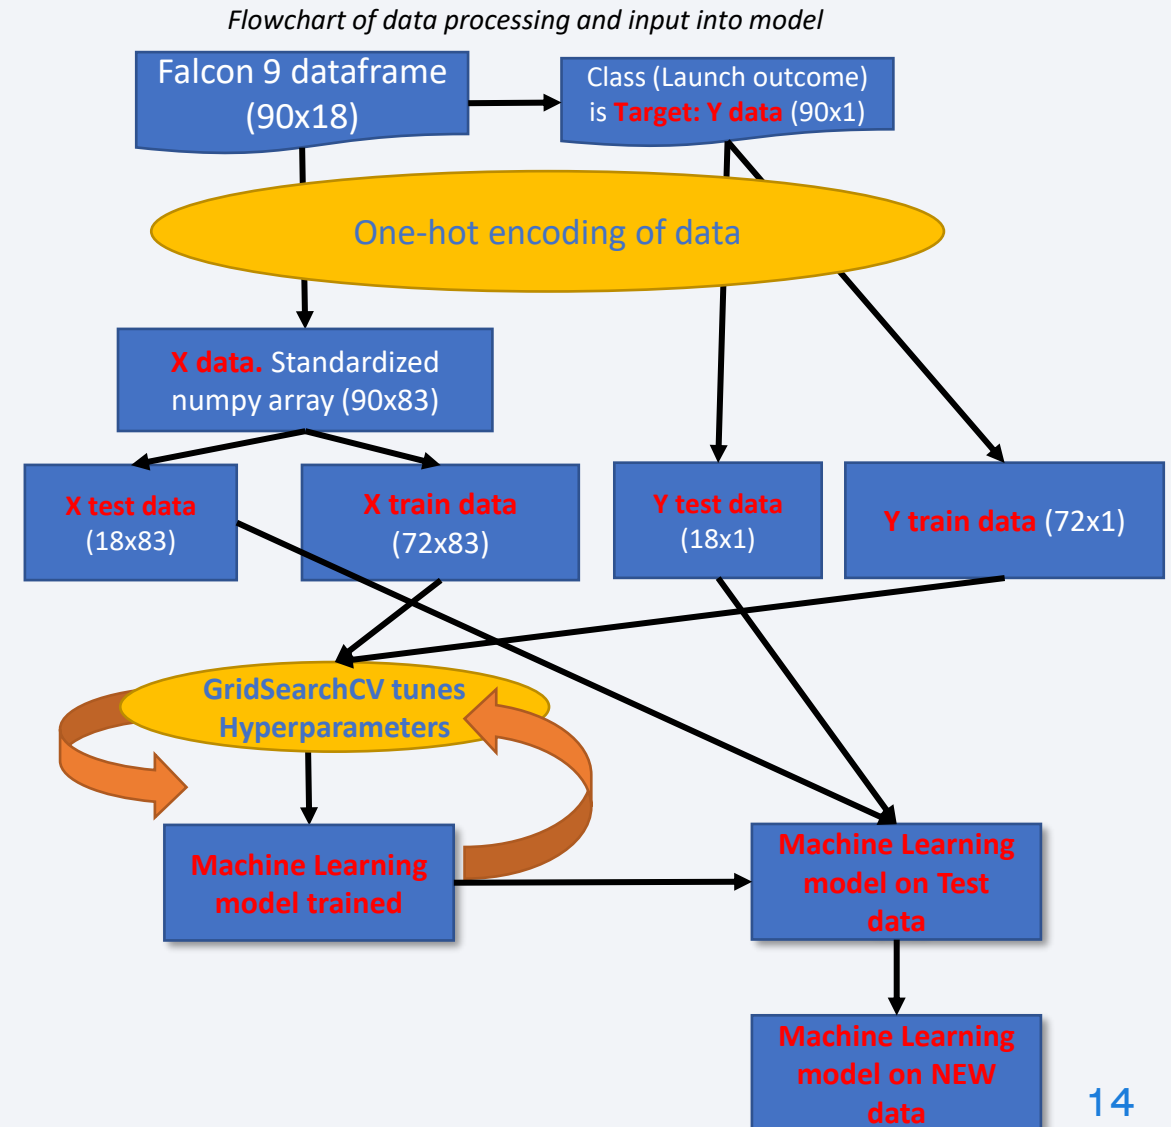 Flowchart of data processing and input into model
Falcon 9 dataframe
(90x18)
Class (Launch outcome)
is Target: Y data (90x1)
One-hot encoding of data
X data. Standardized
numpy array (90x83)
X test data
(18x83)
X train data
(72x83)
Y test data
(18x1)
Y train data (72x1)
GridSearchCV tunes
Hyperparameters
Machine Learning
model trained
Machine Learning
model on Test
data
Machine Learning
model on NEW
data
14